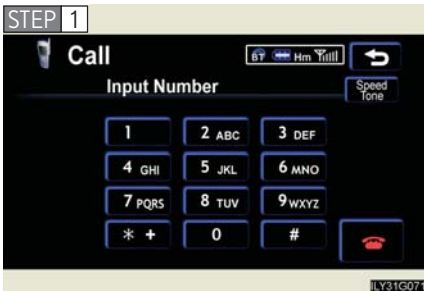 STEP 1
Call
BT Hm
Input Number
Speed
Tone
1 2 ABC 3 DEF
4 GHI 5 JKL 6 MNO
7 PQRS 8 TUV 9 WXYZ
* + 0 #
ILY31G071